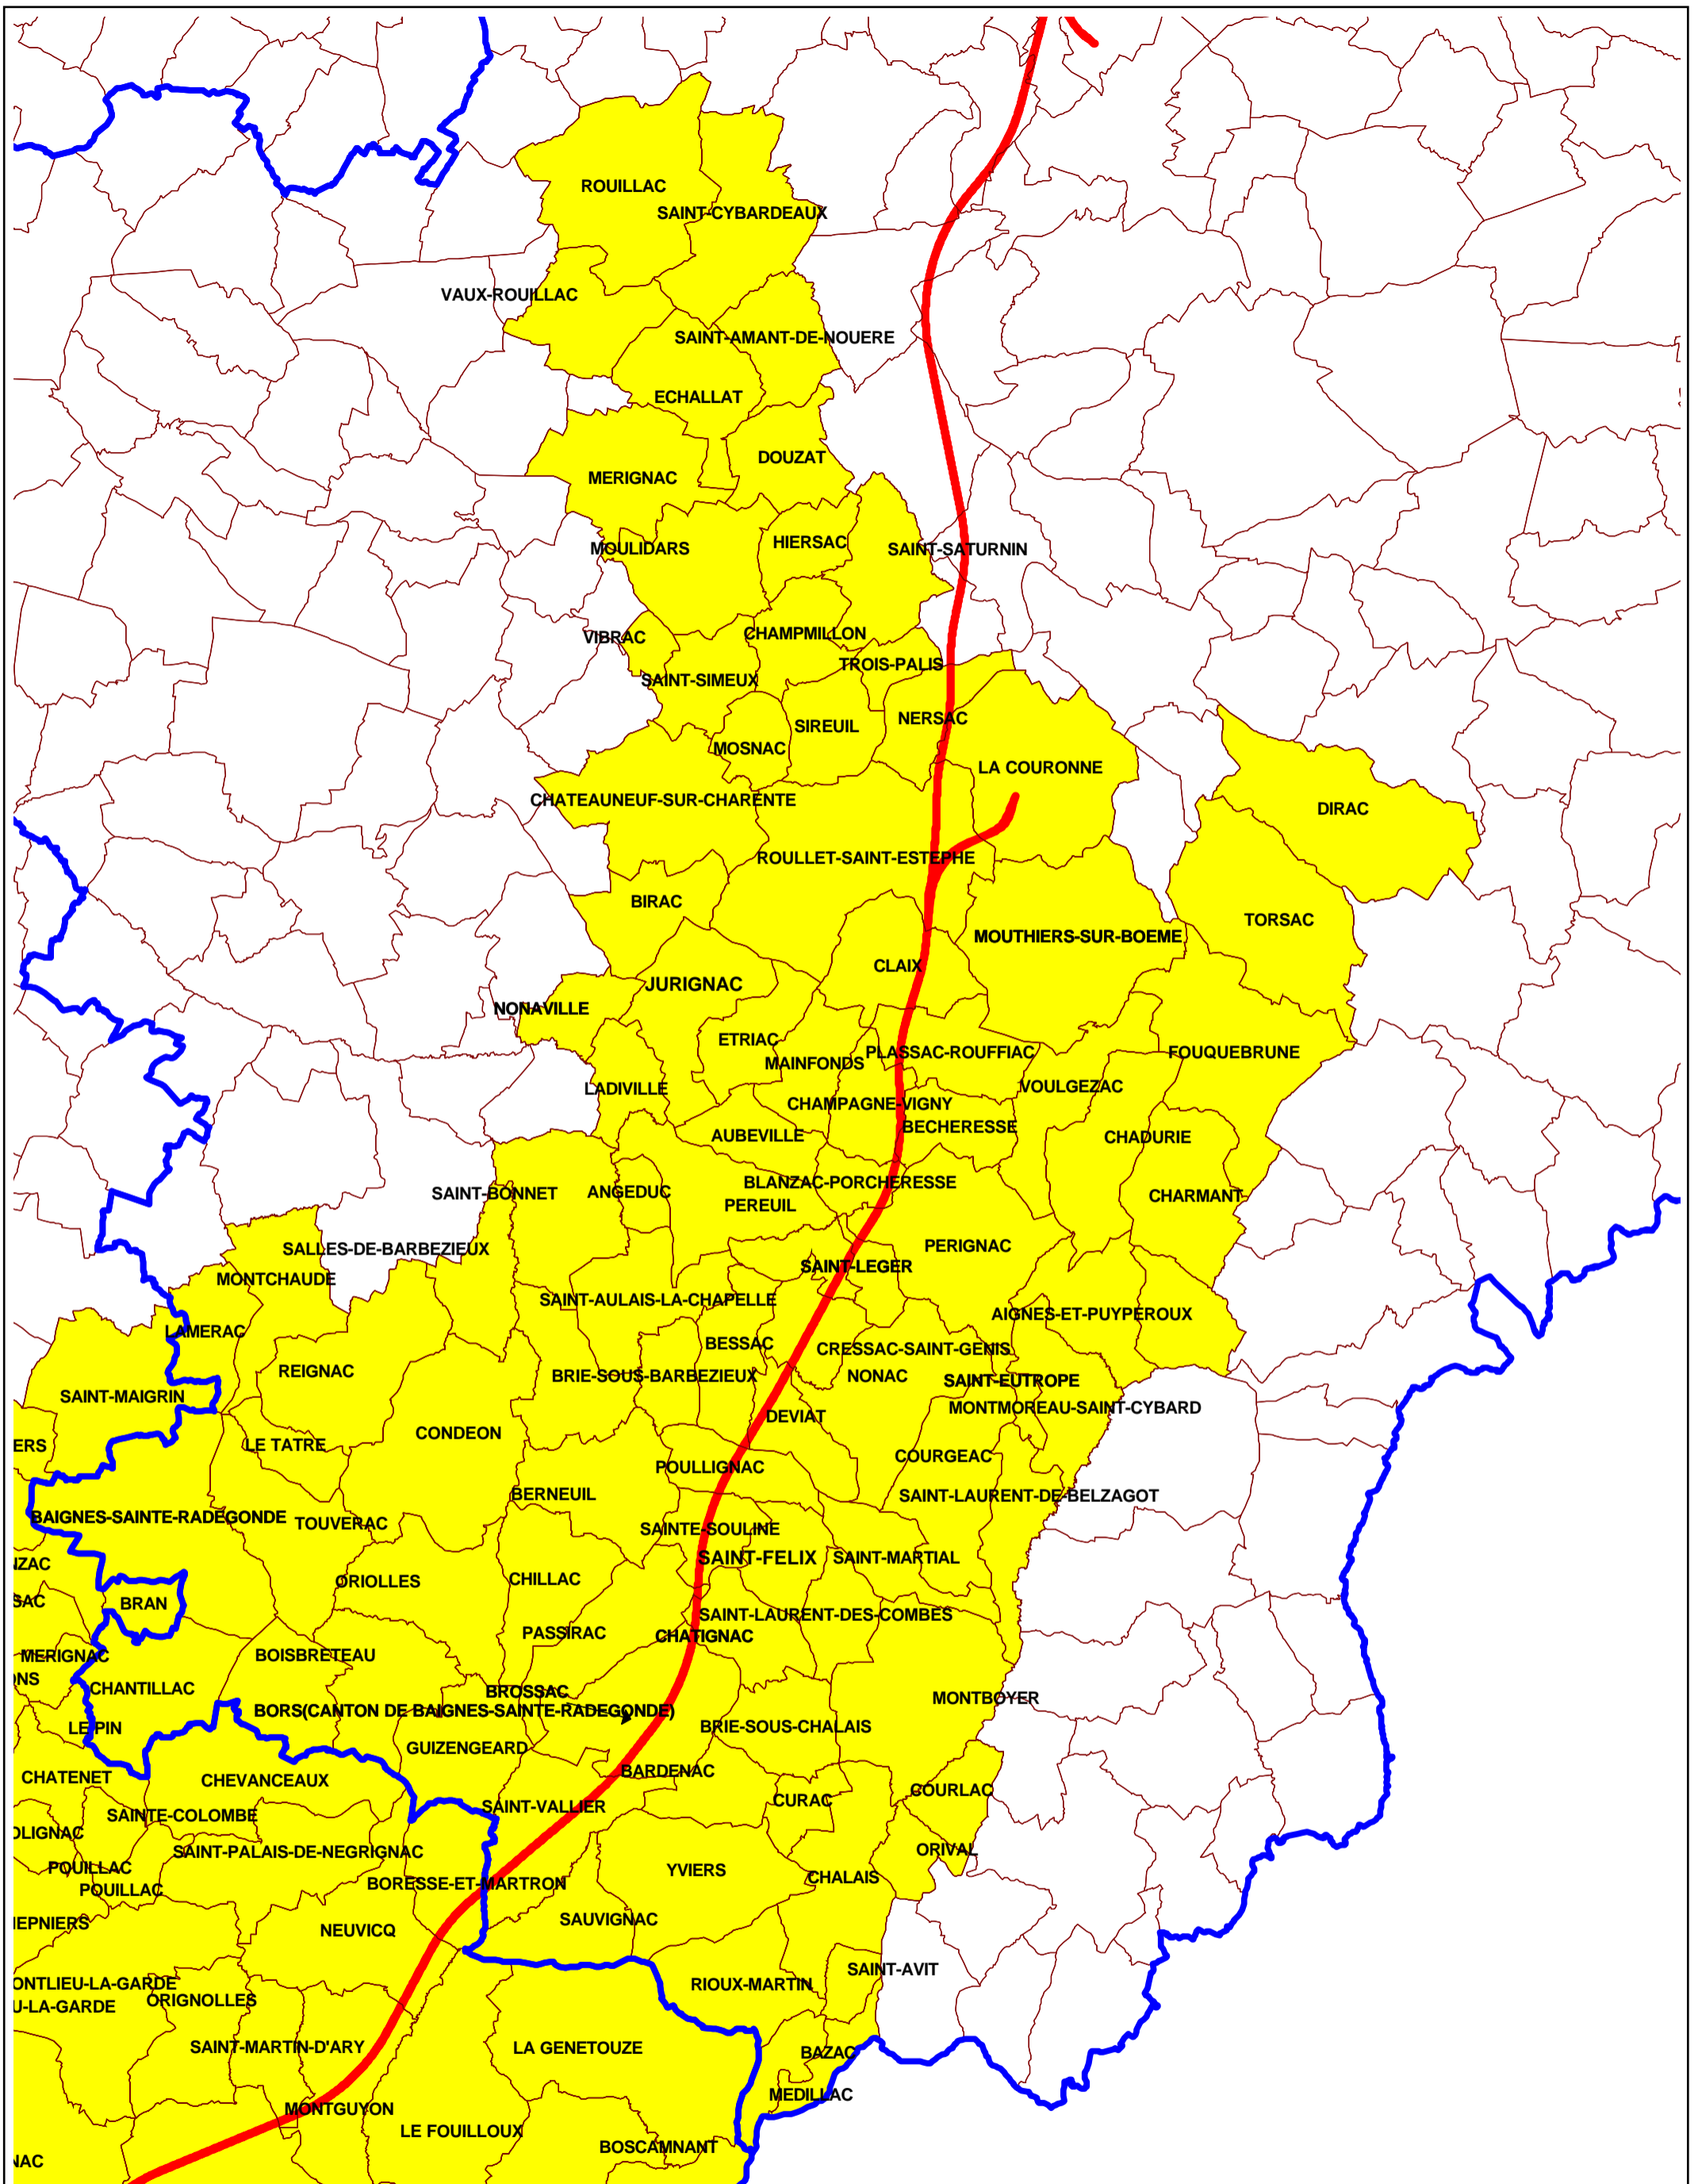 ROUILLAC
SAINT-CYBARDEAUX
VAUX-ROUILLAC
SAINT-AMANT-DE-NOUERE
ECHALLAT
DOUZAT
MERIGNAC
HIERSAC
MOULIDARS
SAINT-SATURNIN
CHAMPMILLON
VIBRAC
TROIS-PALIS
SAINT-SIMEUX
NERSAC
SIREUIL
MOSNAC
LA COURONNE
CHATEAUNEUF-SUR-CHARENTE
DIRAC
ROULLET-SAINT-ESTEPHE
BIRAC
TORSAC
MOUTHIERS-SUR-BOEME
CLAIX
JURIGNAC
NONAVILLE
ETRIAC
MAINFONDS
PLASSAC-ROUFFIAC
FOUQUEBRUNE
LADIVILLE
VOULGEZAC
CHAMPAGNE-VIGNY
BECHERESSE
AUBEVILLE
CHADURIE
BLANZAC-PORCHERESSE
SAINT-BONNET
ANGEDUC
CHARMANT
PEREUIL
SALLES-DE-BARBEZIEUX
PERIGNAC
SAINT-LEGER
MONTCHAUDE
SAINT-AULAIS-LA-CHAPELLE
AIGNES-ET-PUYPEROUX
LAMERAC
BESSAC
CRESSAC-SAINT-GENIS
REIGNAC
BRIE-SOUS-BARBEZIEUX
NONAC
SAINT-EUTROPE
SAINT-MAIGRIN
MONTMOREAU-SAINT-CYBARD
DEVIAT
CONDEON
ERS
LE TATRE
COURGEAC
POULLIGNAC
BERNEUIL
SAINT-LAURENT-DE-BELZAGOT
BAIGNES-SAINTE-RADEGONDE
TOUVERAC
SAINTE-SOULINE
NZAC
SAINT-FELIX
SAINT-MARTIAL
ORIOLLES
CHILLAC
SAC
BRAN
SAINT-LAURENT-DES-COMBES
PASSIRAC
CHATIGNAC
MERIGNAC
BOISBRETEAU
ONS
CHANTILLAC
BROSSAC
MONTBOYER
BORS(CANTON DE BAIGNES-SAINTE-RADEGONDE)
LE PIN
BRIE-SOUS-CHALAIS
GUIZENGEARD
BARDENAC
CHATENET
CHEVANCEAUX
COURLAC
CURAC
SAINT-VALLIER
SAINTE-COLOMBE
OLIGNAC
ORIVAL
SAINT-PALAIS-DE-NEGRIGNAC
POUILLAC
YVIERS
CHALAIS
BORESSE-ET-MARTRON
POUILLAC
SAUVIGNAC
HEPNIERS
NEUVICQ
SAINT-AVIT
ONTLIEU-LA-GARDE
RIOUX-MARTIN
ORIGNOLLES
U-LA-GARDE
SAINT-MARTIN-D'ARY
LA GENETOUZE
BAZAC
MEDILLAC
MONTGUYON
LE FOUILLOUX
BOSCAMNANT
NAC